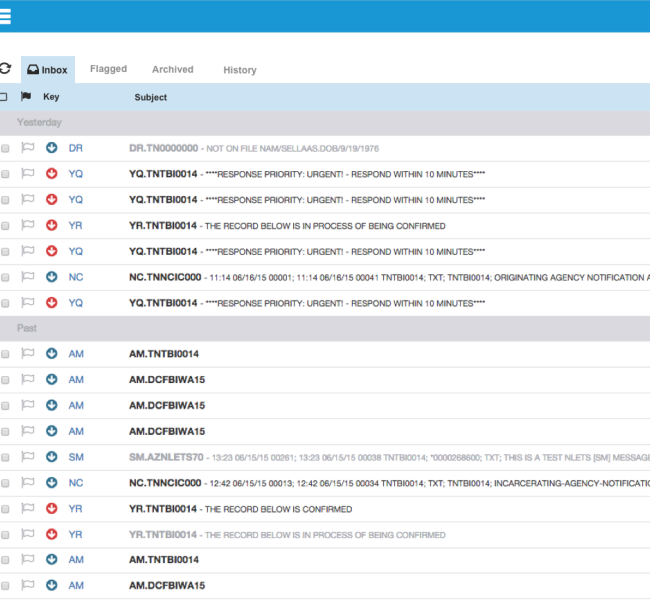 Inbox Flagged Archived History
Key Subject
Yesterday
DR DR.TN0000000 - NOT ON FILE NAM/SELLAAS.DOB/9/19/1976
YQ YQ.TNTBI0014 - ****RESPONSE PRIORITY: URGENT! - RESPOND WITHIN 10 MINUTES****
YQ YQ.TNTBI0014 - ****RESPONSE PRIORITY: URGENT! - RESPOND WITHIN 10 MINUTES****
YR YR.TNTBI0014 - THE RECORD BELOW IS IN PROCESS OF BEING CONFIRMED
YQ YQ.TNTBI0014 - ****RESPONSE PRIORITY: URGENT! - RESPOND WITHIN 10 MINUTES****
NC NC.TNNCIC000 - 11:14 06/16/15 00001; 11:14 06/16/15 00041 TNTBI0014; TXT; TNTBI0014; ORIGINATING AGENCY NOTIFICATION A
YQ YQ.TNTBI0014 - ****RESPONSE PRIORITY: URGENT! - RESPOND WITHIN 10 MINUTES****
Past
AM AM.TNTBI0014
AM AM.DCFBIWA15
AM AM.DCFBIWA15
AM AM.DCFBIWA15
SM SM.AZNLETS70 - 13:23 06/15/15 00261; 13:23 06/15/15 00038 TNTBI0014; *0000268600; TXT; THIS IS A TEST NLETS [SM] MESSAG
NC NC.TNNCIC000 - 12:42 06/15/15 00013; 12:42 06/15/15 00034 TNTBI0014; TXT; TNTBI0014; INCARCERATING-AGENCY-NOTIFICATIO
YR YR.TNTBI0014 - THE RECORD BELOW IS CONFIRMED
YR YR.TNTBI0014 - THE RECORD BELOW IS IN PROCESS OF BEING CONFIRMED
AM AM.TNTBI0014
AM AM.DCFBIWA15